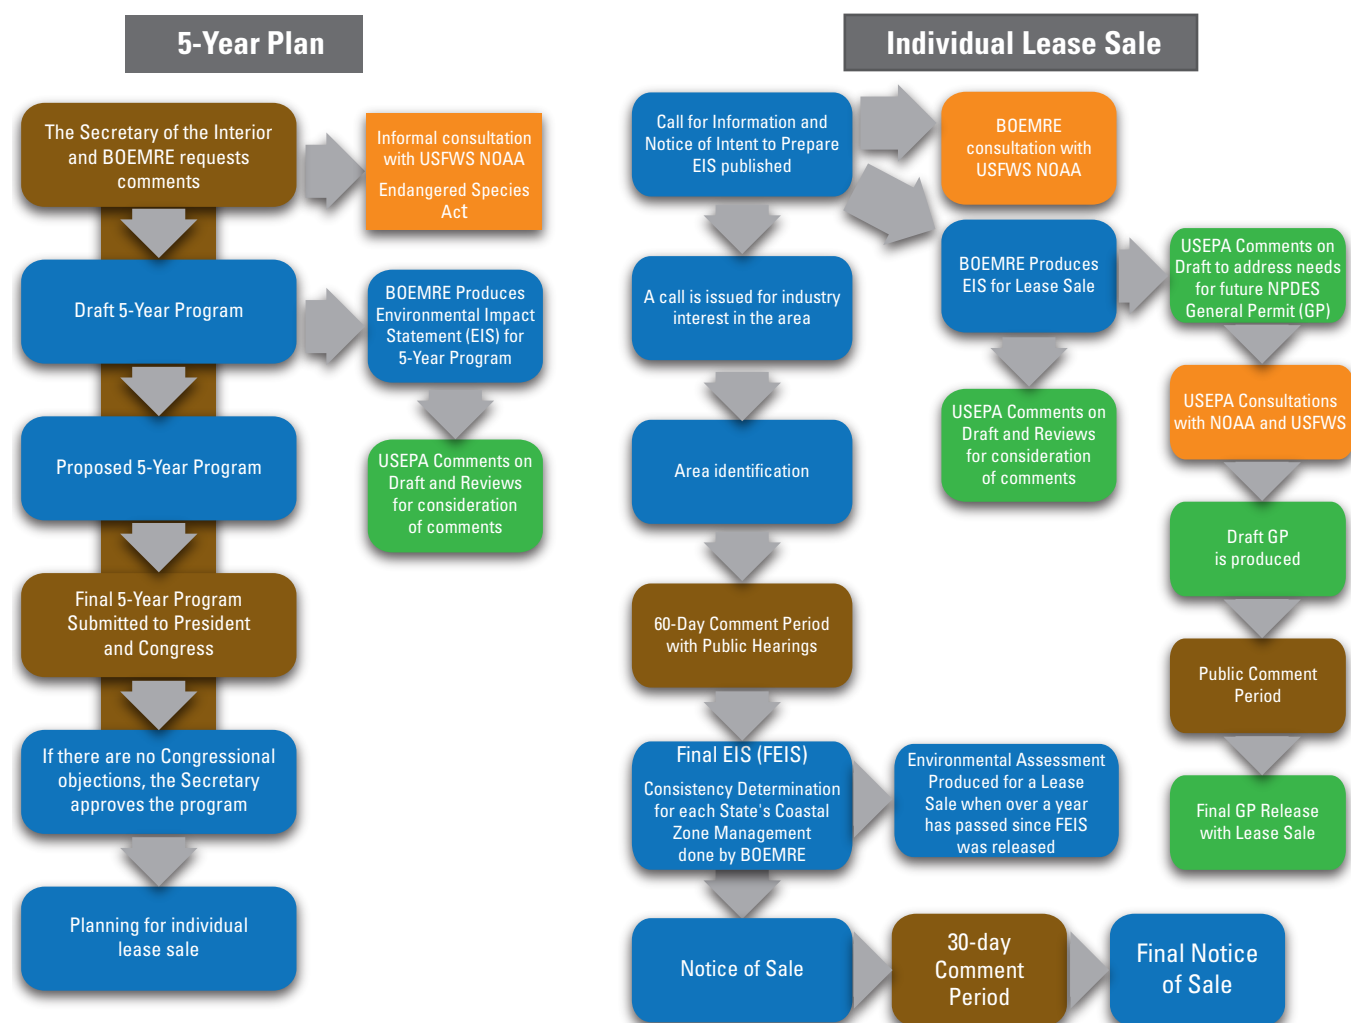 5-Year Plan
The Secretary of the Interior
and BOEMRE requests
comments
Informal consultation
with USFWS NOAA
Endangered Species
Act
Draft 5-Year Program
BOEMRE Produces
Environmental Impact
Statement (EIS) for
5-Year Program
Proposed 5-Year Program
USEPA Comments on
Draft and Reviews
for consideration
of comments
Final 5-Year Program
Submitted to President
and Congress
If there are no Congressional
objections, the Secretary
approves the program
Planning for individual
lease sale
Individual Lease Sale
Call for Information and
Notice of Intent to Prepare
EIS published
BOEMRE
consultation with
USFWS NOAA
BOEMRE Produces
EIS for Lease Sale
USEPA Comments on
Draft to address needs
for future NPDES
General Permit (GP)
A call is issued for industry
interest in the area
USEPA Comments on
Draft and Reviews
for consideration
of comments
USEPA Consultations
with NOAA and USFWS
Area identification
Draft GP
is produced
60-Day Comment Period
with Public Hearings
Public Comment
Period
Final EIS (FEIS)
Consistency Determination
for each State's Coastal
Zone Management
done by BOEMRE
Environmental Assessment
Produced for a Lease
Sale when over a year
has passed since FEIS
was released
Final GP Release
with Lease Sale
Notice of Sale
30-day
Comment
Period
Final Notice
of Sale